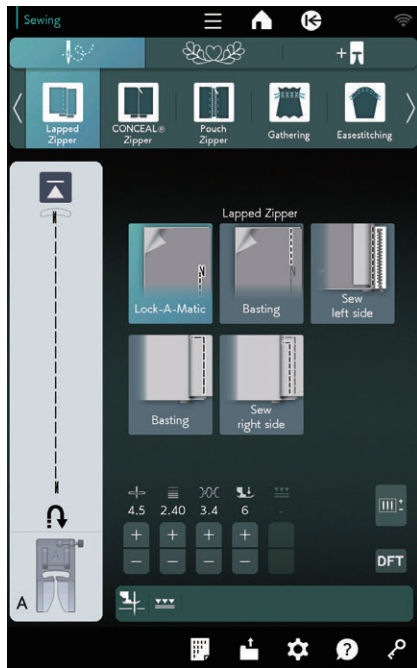 Sewing
Lapped
Zipper
CONCEAL®
Zipper
Pouch
Zipper
Gathering
Easestitching
Lapped Zipper
Lock-A-Matic
Basting
Sew
left side
Basting
Sew
right side
4.5 2.40 3.4 6 -
+ + + +
- - - -
DFT
A